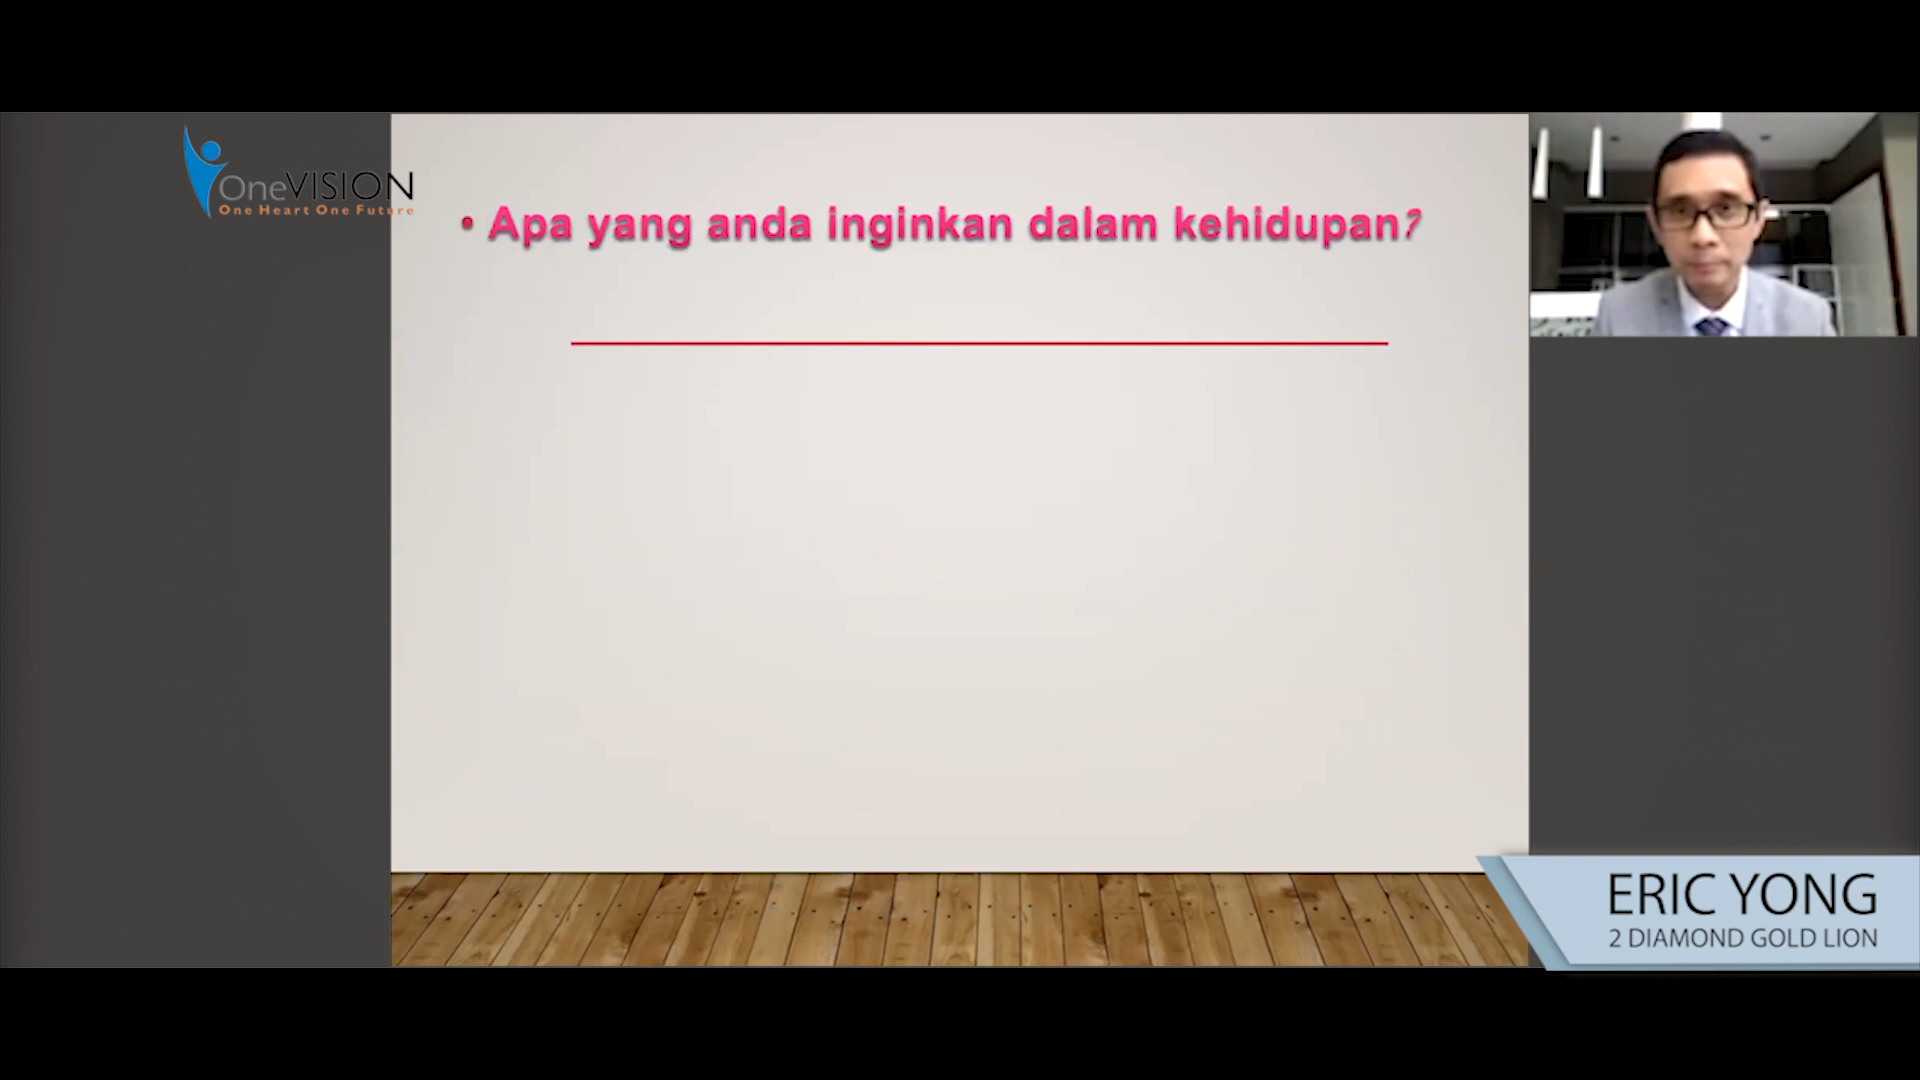 OneVISION
One Heart One Future
• Apa yang anda inginkan dalam kehidupan?
ERIC YONG
2 DIAMOND GOLD LION